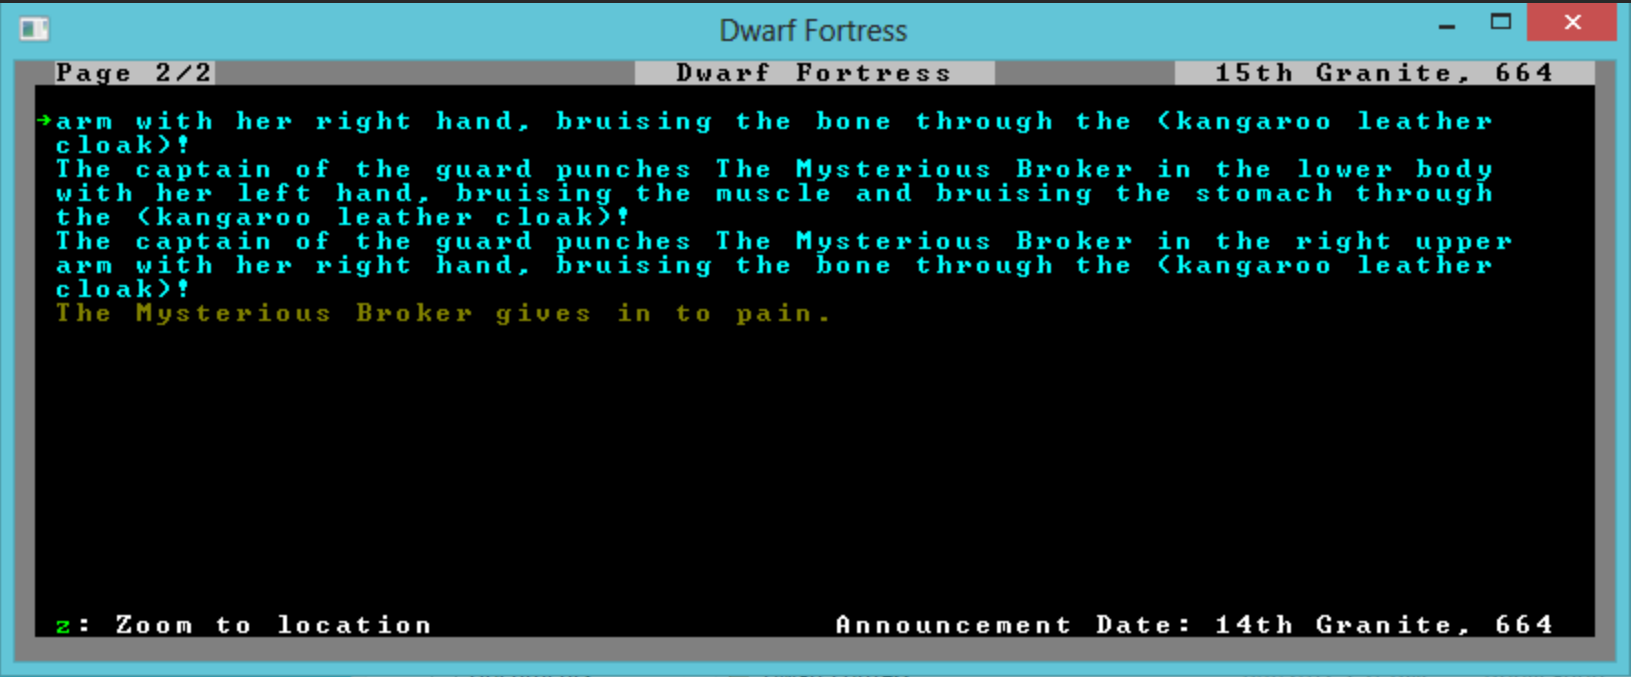 Dwarf Fortress
Page 2/2 Dwarf Fortress 15th Granite, 664
→arm with her right hand, bruising the bone through the (kangaroo leather
cloak)!
The captain of the guard punches The Mysterious Broker in the lower body
with her left hand, bruising the muscle and bruising the stomach through
the (kangaroo leather cloak)!
The captain of the guard punches The Mysterious Broker in the right upper
arm with her right hand, bruising the bone through the (kangaroo leather
cloak)!
The Mysterious Broker gives in to pain.
z: Zoom to location Announcement Date: 14th Granite, 664